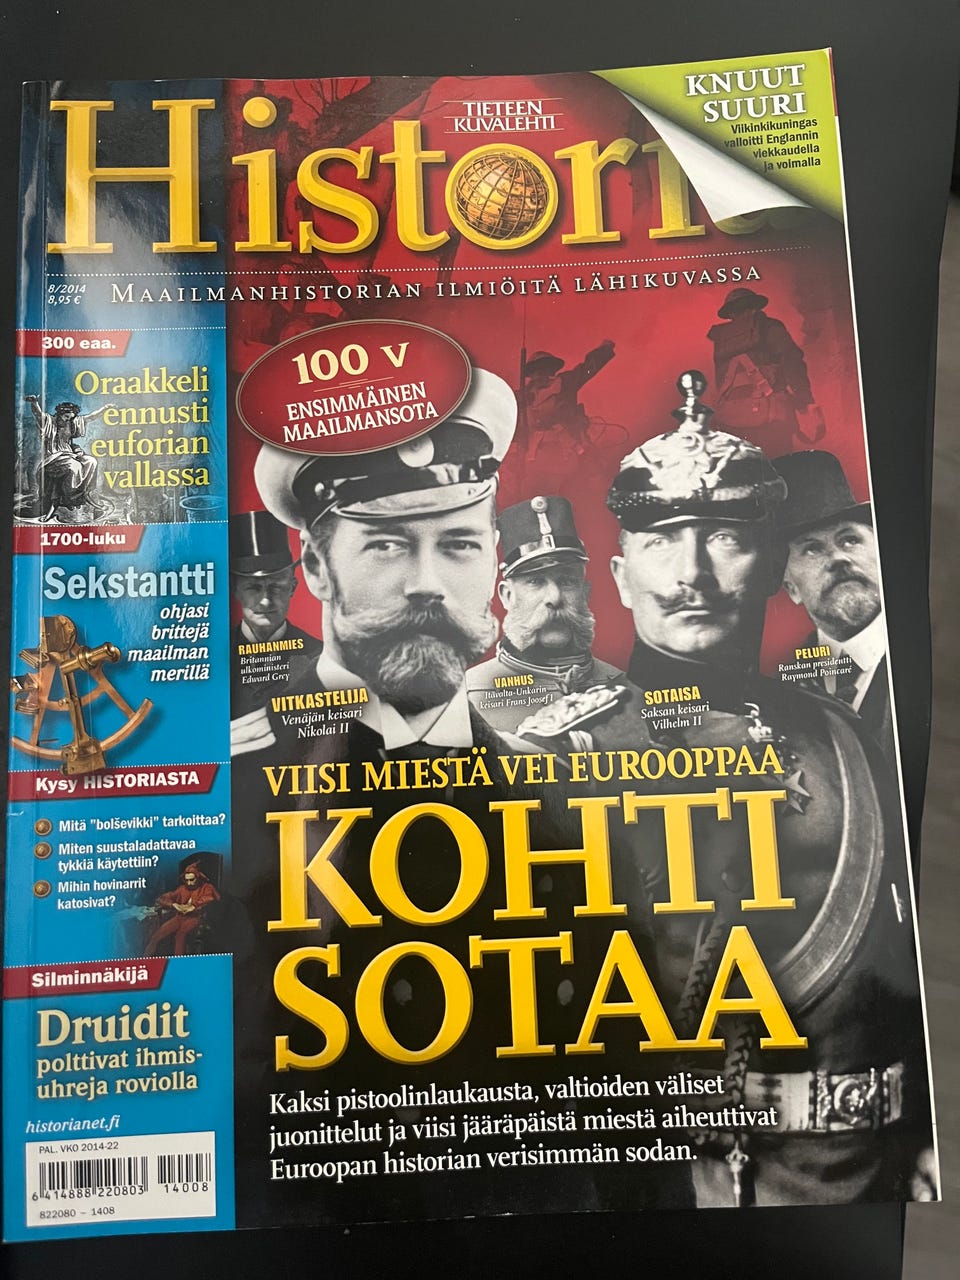 TIETEEN
KUVALEHTI
Historia
KNUUT
SUURI
Viikinkikuningas
valloitti Englannin
viekkaudella
ja voimalla
8/2014
8,95 €
MAAILMANHISTORIAN ILMIÖITÄ LÄHIKUVASSA
300 eaa.
Oraakkeli
ennusti
euforian
vallassa
1700-luku
Sekstantti
ohjasi
brittejä
maailman
merillä
Kysy HISTORIASTA
Mitä "bolševikki" tarkoittaa?
Miten suustaladattavaa
tykkiä käytettiin?
Mihin hovinarrit
katosivat?
Silminnäkijä
Druidit
polttivat ihmis-
uhreja roviolla
historianet.fi
PAL. VKO 2014-22
6 414888 220803 14008
822080 – 1408
100 V
ENSIMMÄINEN
MAAILMANSOTA
RAUHANMIES
Britannian
ulkoministeri
Edward Grey
VITKASTELIJA
Venäjän keisari
Nikolai II
VANHUS
Itävalta-Unkarin
keisari Frans Joosef I
SOTAISA
Saksan keisari
Vilhelm II
PELURI
Ranskan presidentti
Raymond Poincaré
VIISI MIESTÄ VEI EUROOPPAA
KOHTI
SOTAA
Kaksi pistoolinlaukausta, valtioiden väliset
juonittelut ja viisi jääräpäistä miestä aiheuttivat
Euroopan historian verisimmän sodan.